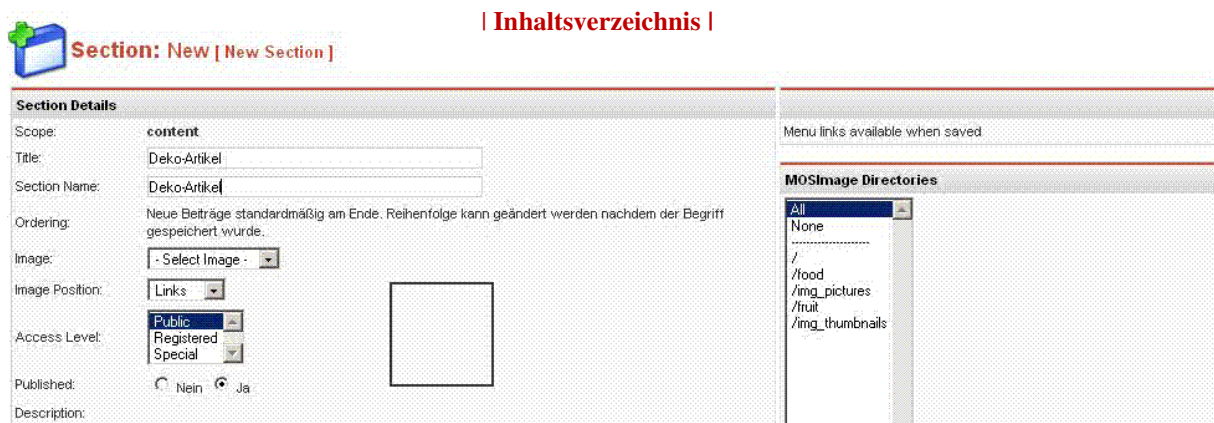 | Inhaltsverzeichnis |
Section: New [ New Section ]
Section Details
Scope: content
Title: Deko-Artikel
Section Name: Deko-Artikel
Ordering: Neue Beiträge standardmäßig am Ende. Reihenfolge kann geändert werden nachdem der Begriff
gespeichert wurde.
Image: - Select Image -
Image Position: Links
Access Level: Public
Registered
Special
Published: Nein Ja
Description:
Menu links available when saved
MOSImage Directories
All
None
----------------------
/
/food
/img_pictures
/fruit
/img_thumbnails